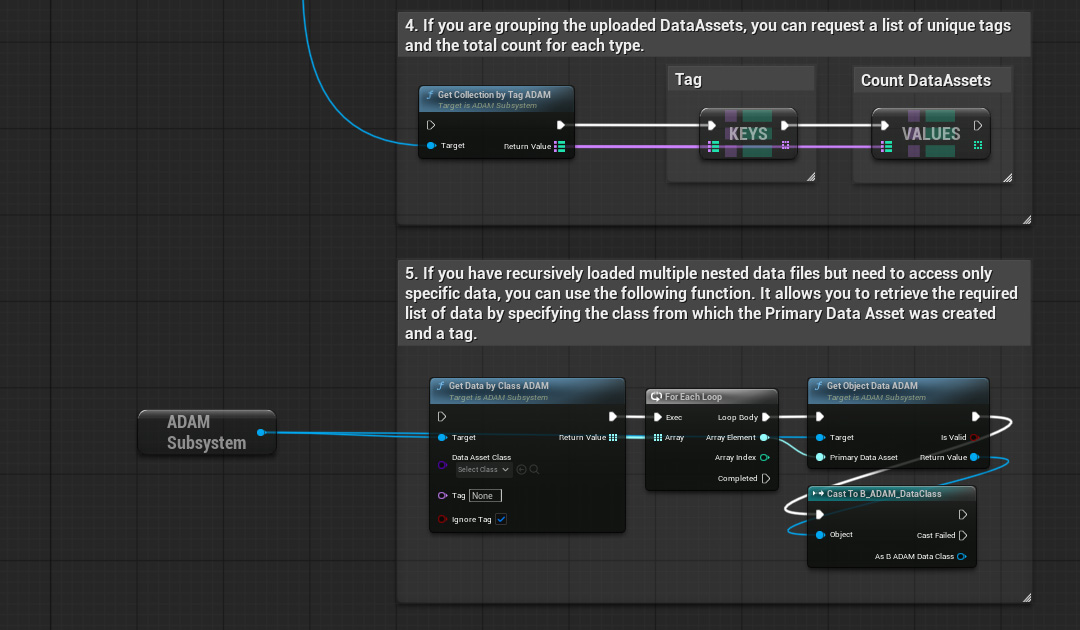 4. If you are grouping the uploaded DataAssets, you can request a list of unique tags
and the total count for each type.
Tag
Count DataAssets
Get Collection by Tag ADAM
Target is ADAM Subsystem
Target
Return Value
KEYS
VALUES
5. If you have recursively loaded multiple nested data files but need to access only
specific data, you can use the following function. It allows you to retrieve the required
list of data by specifying the class from which the Primary Data Asset was created
and a tag.
ADAM
Subsystem
Get Data by Class ADAM
Target is ADAM Subsystem
Target
Return Value
Data Asset Class
Select Class
Tag
None
Ignore Tag
For Each Loop
Exec
Loop Body
Array
Array Element
Array Index
Completed
Get Object Data ADAM
Target is ADAM Subsystem
Target
Is Valid
Primary Data Asset
Return Value
Cast To B_ADAM_DataClass
Object
Cast Failed
As B ADAM Data Class